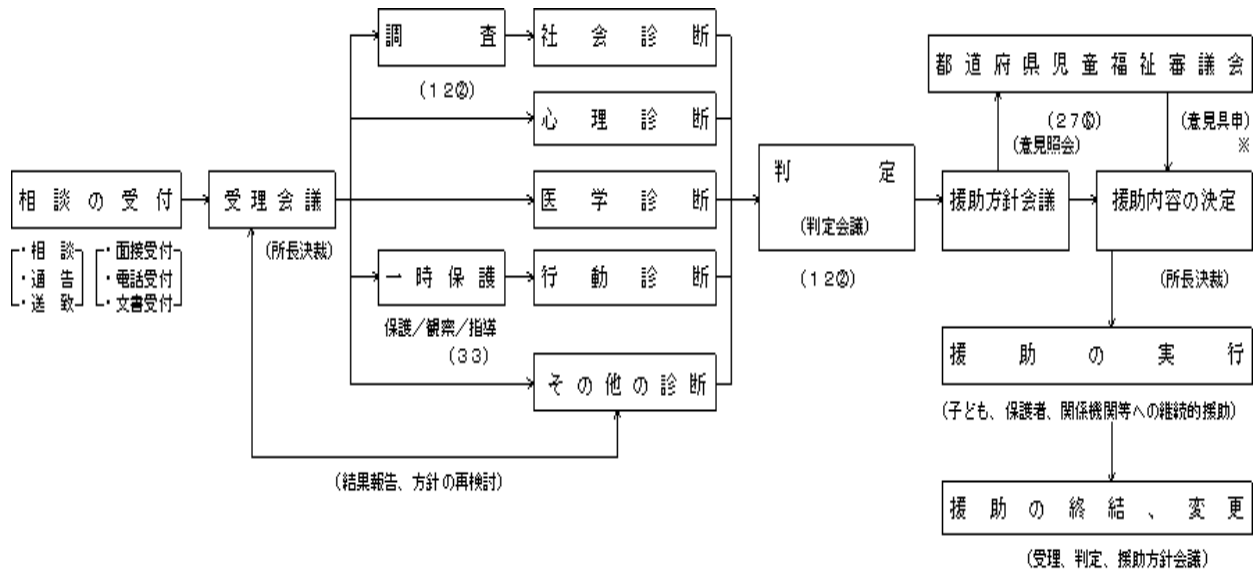 調査
社会診断
(12②)
都道府県児童福祉審議会
心理診断
(27⑥)
(意見照会)
(意見具申)
※
相談の受付
受理会議
医学診断
判定
(判定会議)
援助方針会議
援助内容の決定
・相談
・通告
・送致
・面接受付
・電話受付
・文書受付
(所長決裁)
一時保護
行動診断
(12②)
(所長決裁)
保護/観察/指導
(33)
その他の診断
援助の実行
(子ども、保護者、関係機関等への継続的援助)
(結果報告、方針の再検討)
援助の終結、変更
(受理、判定、援助方針会議)